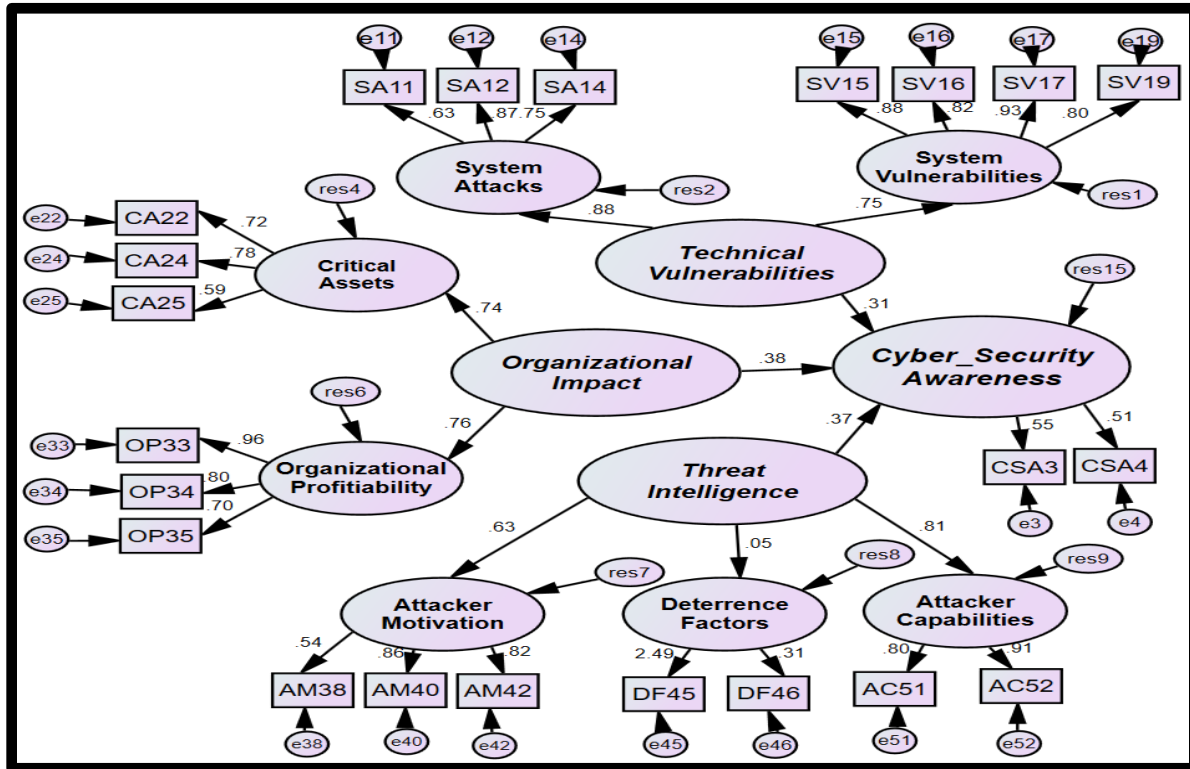 e11
e12
e14
e15
e16
e17
e19
SA11
SA12
SA14
SV15
SV16
SV17
SV19
.63
.87
.75
.88
.82
.93
.80
System
Attacks
res2
System
Vulnerabilities
res1
res4
.88
.75
e22
CA22
.72
e24
CA24
.78
e25
CA25
.59
Critical
Assets
Technical
Vulnerabilities
res15
.74
.31
Organizational
Impact
.38
Cyber_Security
Awareness
res6
.76
.37
.55
.51
e33
OP33
.96
e34
OP34
.80
e35
OP35
.70
Organizational
Profitiability
Threat
Intelligence
CSA3
CSA4
e3
e4
.63
.05
.81
res7
res8
res9
Attacker
Motivation
Deterrence
Factors
Attacker
Capabilities
.54
.86
.82
2.49
.31
.80
.91
AM38
AM40
AM42
DF45
DF46
AC51
AC52
e38
e40
e42
e45
e46
e51
e52